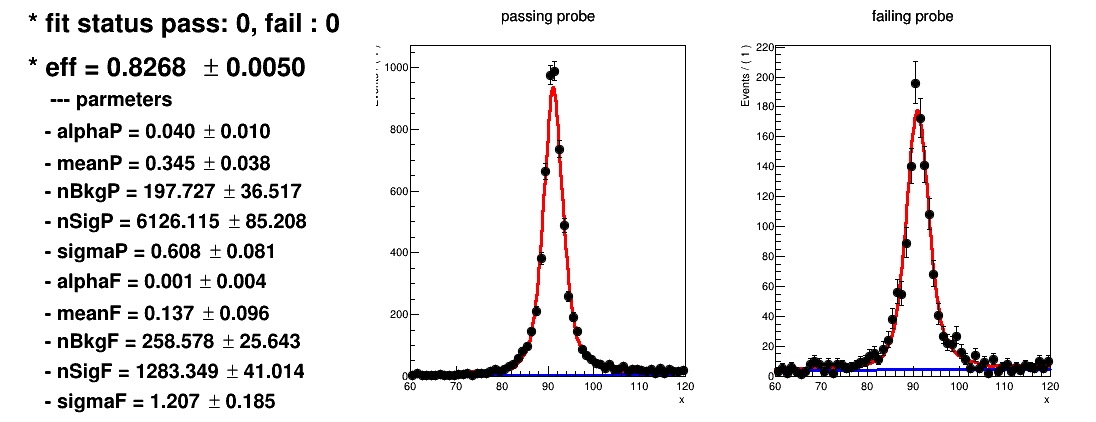 * fit status pass: 0, fail : 0
* eff = 0.8268 ± 0.0050
--- parmeters
- alphaP = 0.040 ± 0.010
- meanP = 0.345 ± 0.038
- nBkgP = 197.727 ± 36.517
- nSigP = 6126.115 ± 85.208
- sigmaP = 0.608 ± 0.081
- alphaF = 0.001 ± 0.004
- meanF = 0.137 ± 0.096
- nBkgF = 258.578 ± 25.643
- nSigF = 1283.349 ± 41.014
- sigmaF = 1.207 ± 0.185
passing probe
1000
800
600
400
200
0
60 70 80 90 100 110 120
x
failing probe
Events / ( 1 )
220
200
180
160
140
120
100
80
60
40
20
0
60 70 80 90 100 110 120
x